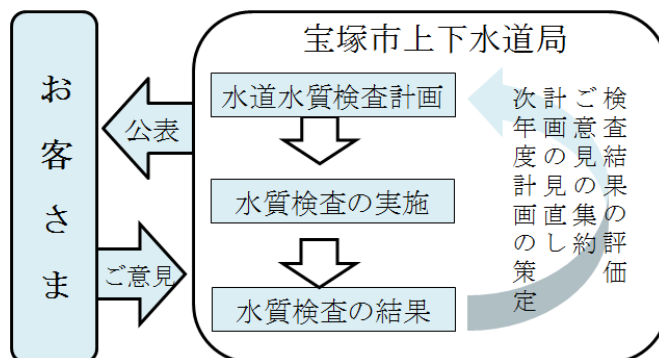 宝塚市上下水道局
お客さま
公表
ご意見
水道水質検査計画
水質検査の実施
水質検査の結果
検査結果の評価
ご意見の集約
計画の見直し
次年度計画の策定